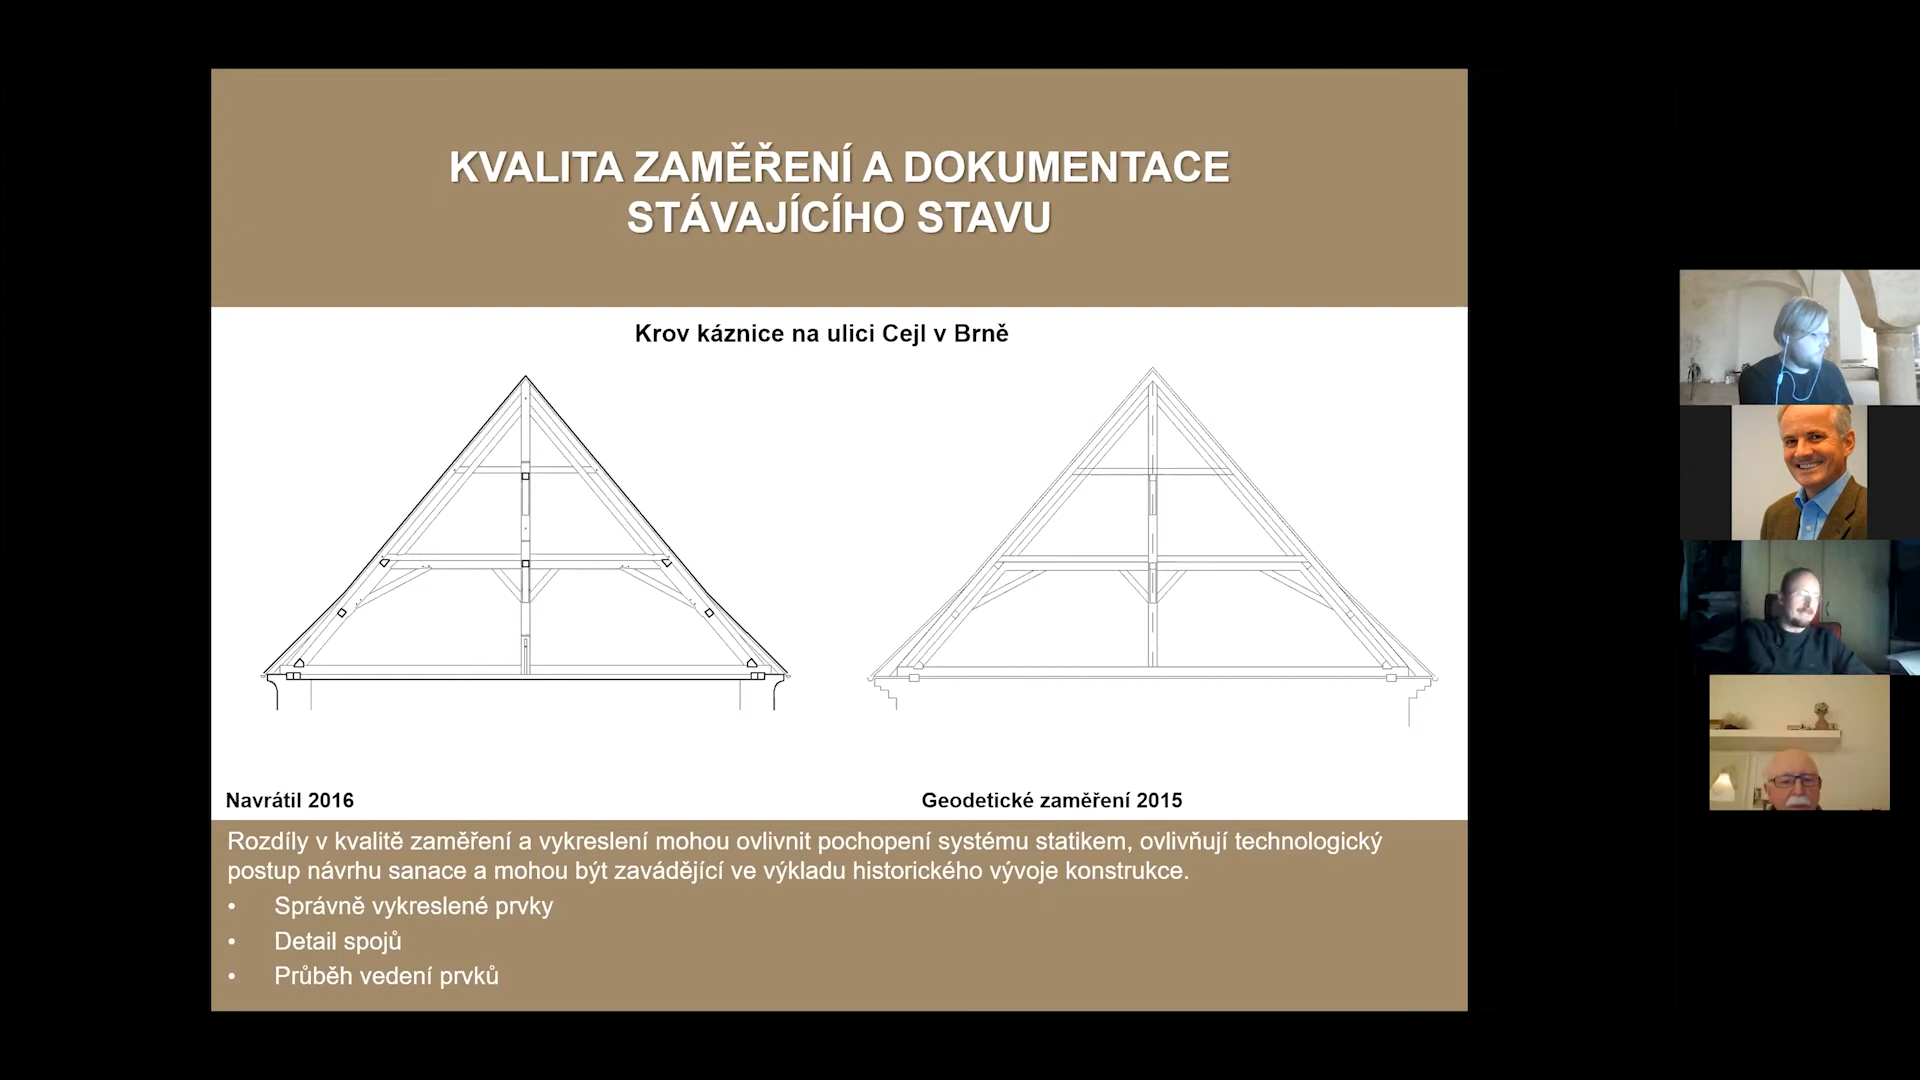 KVALITA ZAMĚŘENÍ A DOKUMENTACE
STÁVAJÍCÍHO STAVU
Krov káznice na ulici Cejl v Brně
Navrátil 2016
Geodetické zaměření 2015
Rozdíly v kvalitě zaměření a vykreslení mohou ovlivnit pochopení systému statikem, ovlivňují technologický
postup návrhu sanace a mohou být zavádějící ve výkladu historického vývoje konstrukce.
• Správně vykreslené prvky
• Detail spojů
• Průběh vedení prvků